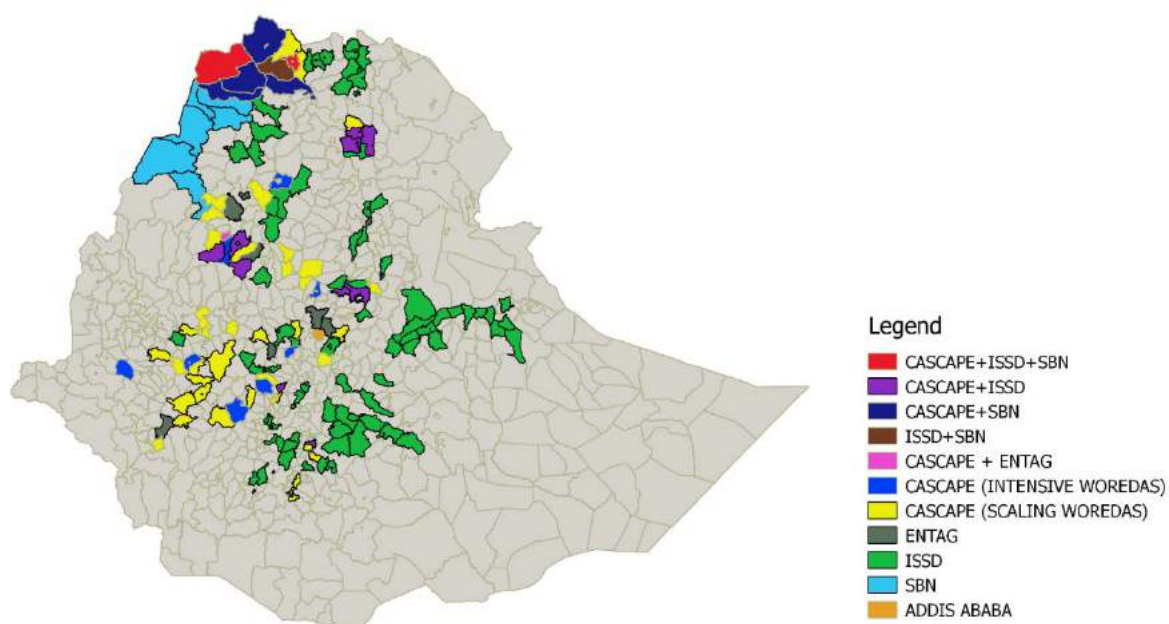 Legend
CASCAPE+ISSD+SBN
CASCAPE+ISSD
CASCAPE+SBN
ISSD+SBN
CASCAPE + ENTAG
CASCAPE (INTENSIVE WOREDAS)
CASCAPE (SCALING WOREDAS)
ENTAG
ISSD
SBN
ADDIS ABABA